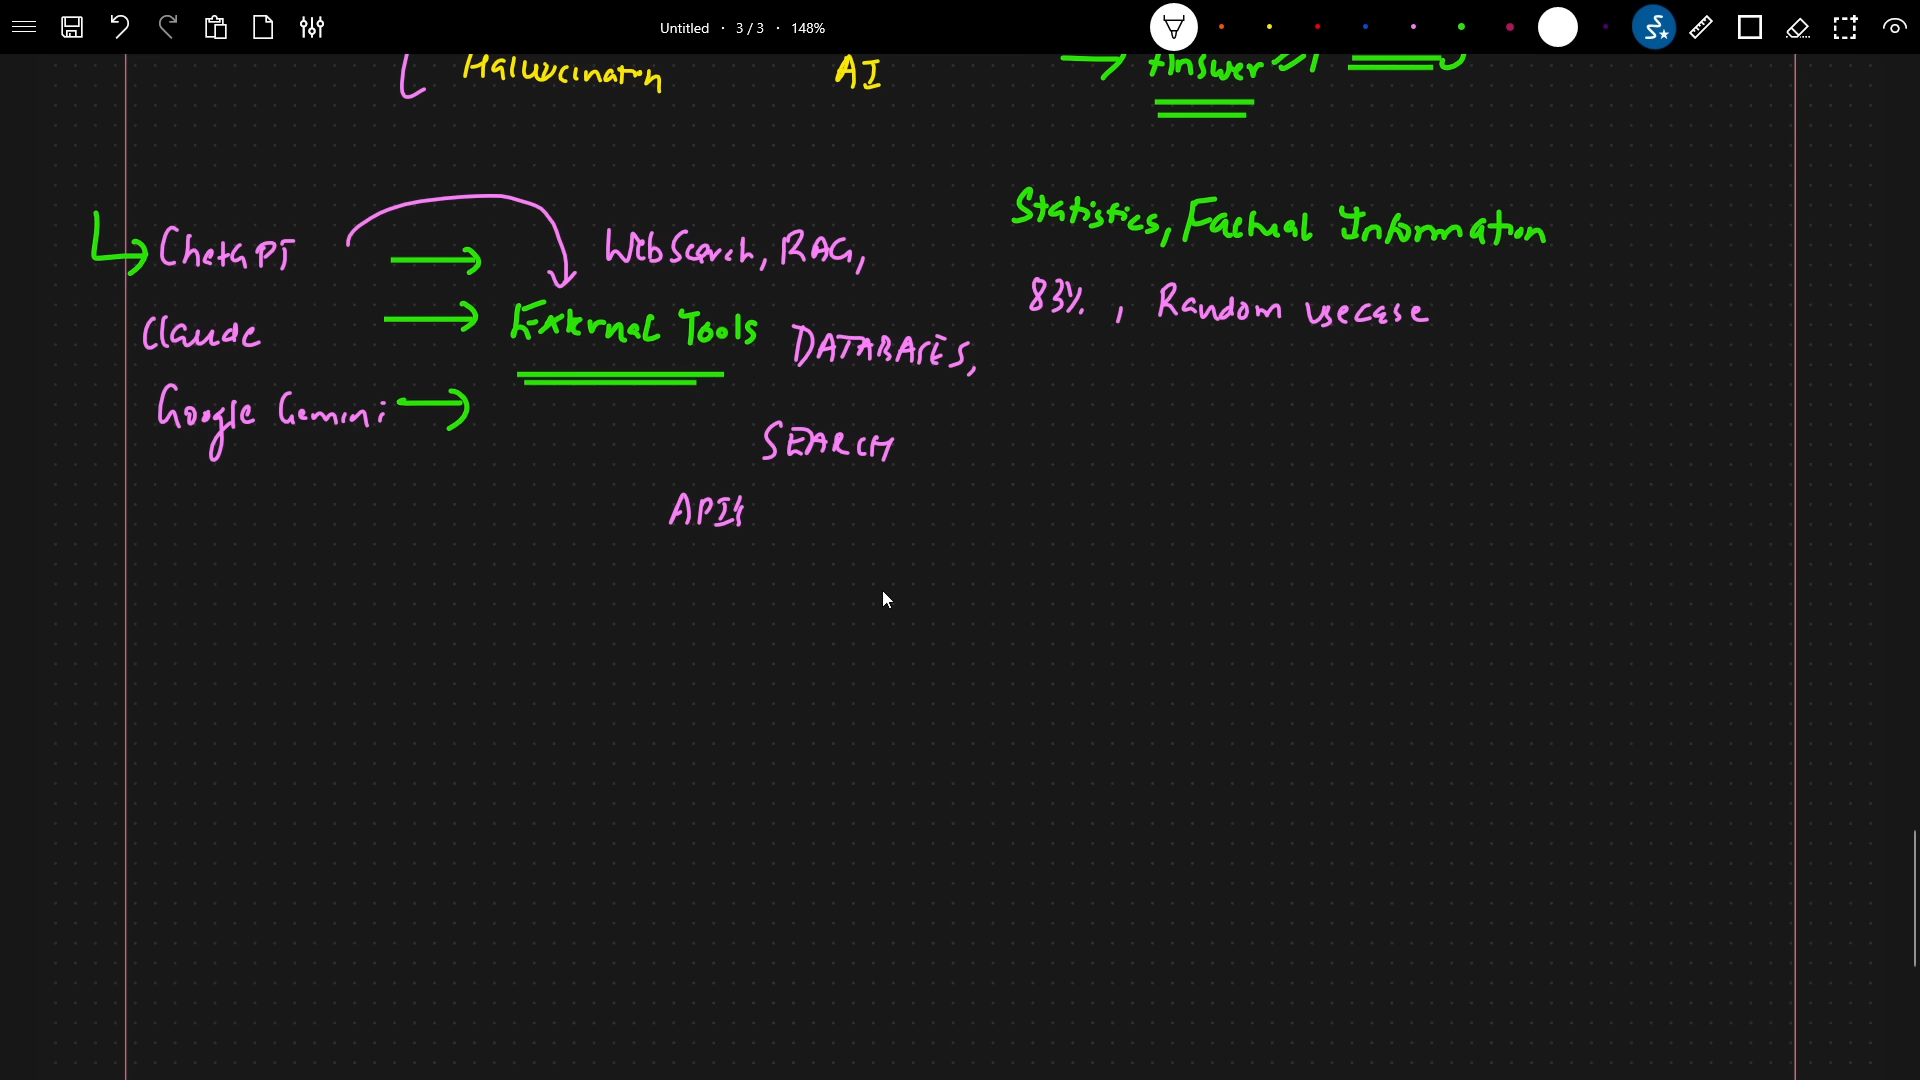 Untitled · 3 / 3 · 148%
Hallucination AI Answer
ChatGPT WebSearch, RAG, Statistics, Factual Information
Claude External Tools DATABASES, 83%, Random usecase
Google Gemini SEARCH
APIs